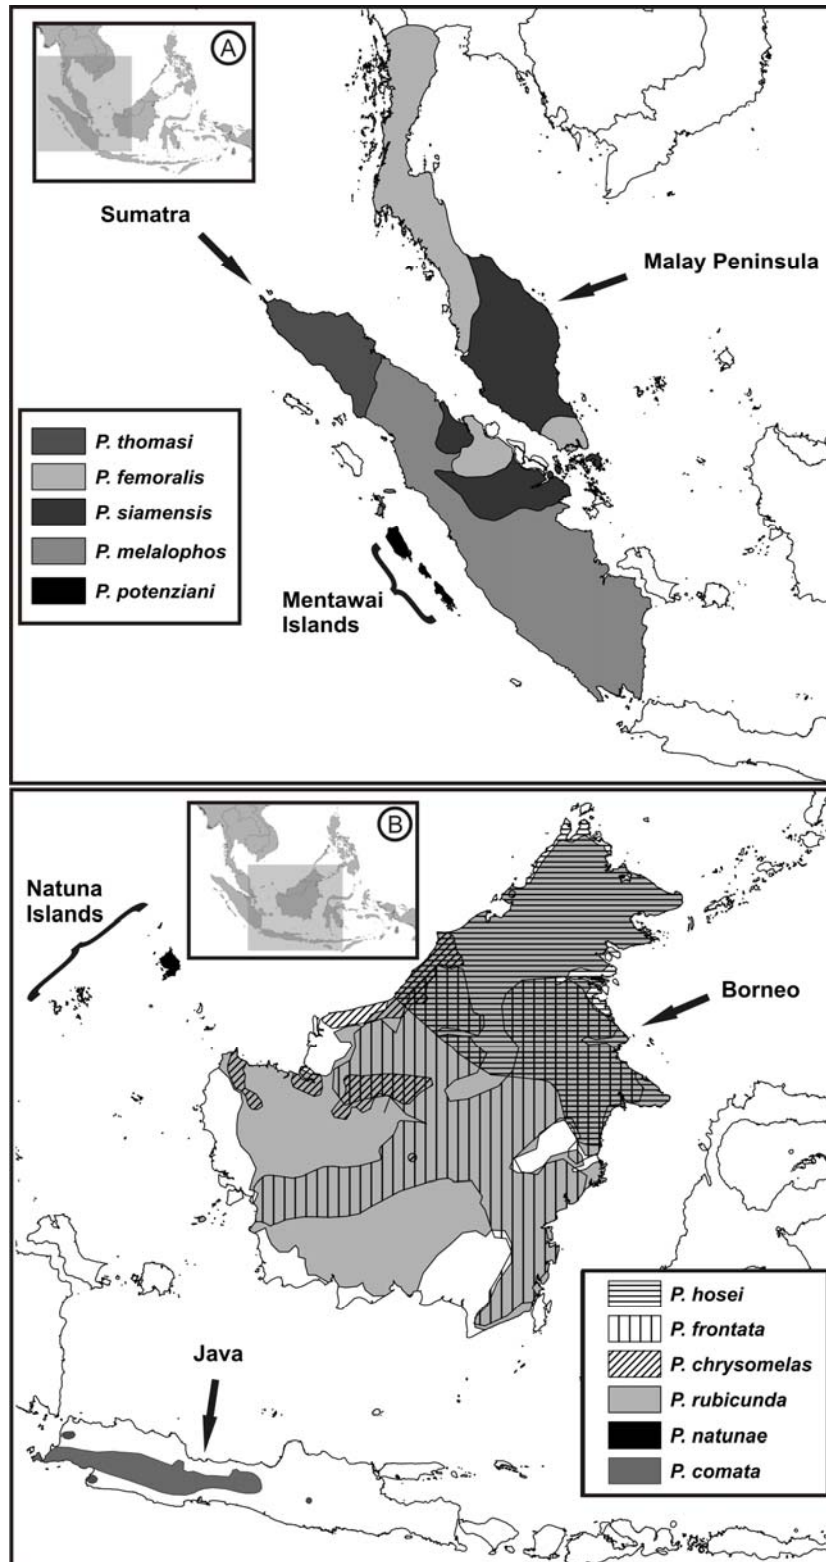 A
Sumatra
Malay Peninsula
P. thomasi
P. femoralis
P. siamensis
P. melalophos
P. potenziani
Mentawai
Islands
B
Natuna
Islands
Borneo
P. hosei
P. frontata
P. chrysomelas
P. rubicunda
P. natunae
P. comata
Java